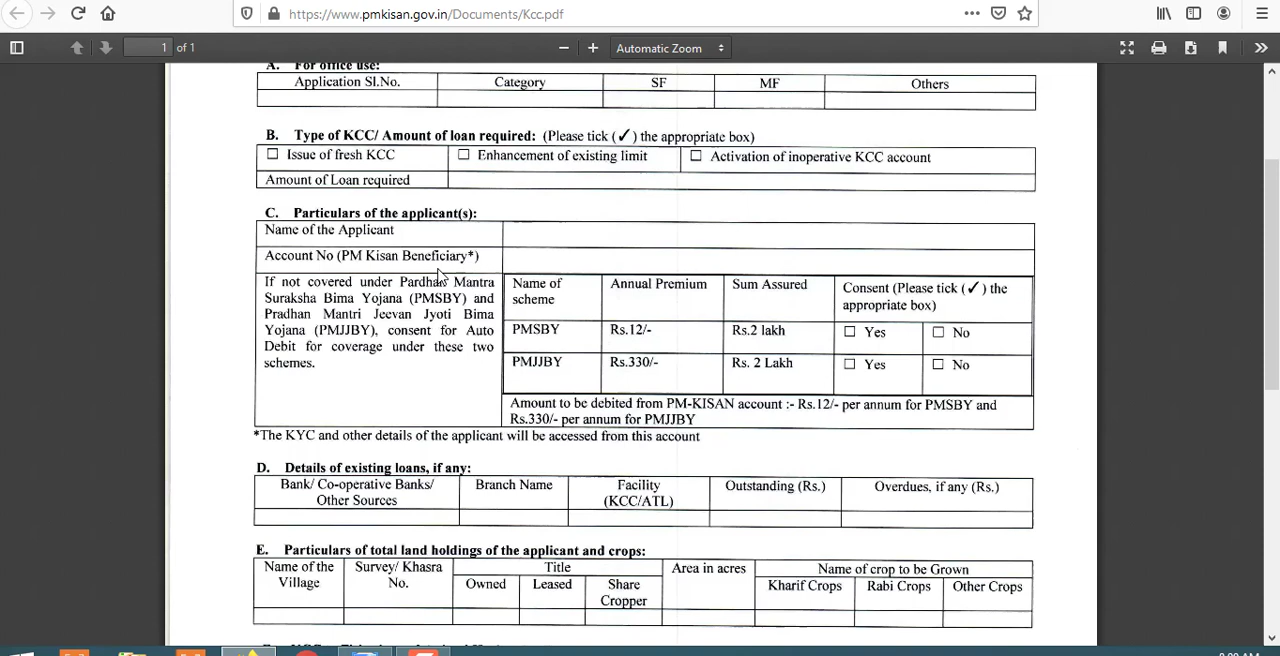 https://www.pmkisan.gov.in/Documents/Kcc.pdf
1 of 1
Automatic Zoom
A. For office use:
Application Sl.No. Category SF MF Others
B. Type of KCC/ Amount of loan required: (Please tick (✓) the appropriate box)
☐ Issue of fresh KCC ☐ Enhancement of existing limit ☐ Activation of inoperative KCC account
Amount of Loan required
C. Particulars of the applicant(s):
Name of the Applicant
Account No (PM Kisan Beneficiary*)
If not covered under Pardhan Mantra
Suraksha Bima Yojana (PMSBY) and
Pradhan Mantri Jeevan Jyoti Bima
Yojana (PMJJBY), consent for Auto
Debit for coverage under these two
schemes.
Name of
scheme
Annual Premium
Sum Assured
Consent (Please tick (✓) the
appropriate box)
PMSBY Rs.12/- Rs.2 lakh ☐ Yes ☐ No
PMJJBY Rs.330/- Rs. 2 Lakh ☐ Yes ☐ No
Amount to be debited from PM-KISAN account :- Rs.12/- per annum for PMSBY and
Rs.330/- per annum for PMJJBY
*The KYC and other details of the applicant will be accessed from this account
D. Details of existing loans, if any:
Bank/ Co-operative Banks/
Other Sources
Branch Name
Facility
(KCC/ATL)
Outstanding (Rs.)
Overdues, if any (Rs.)
E. Particulars of total land holdings of the applicant and crops:
Name of the
Village
Survey/ Khasra
No.
Title
Owned Leased Share
Cropper
Area in acres
Name of crop to be Grown
Kharif Crops Rabi Crops Other Crops